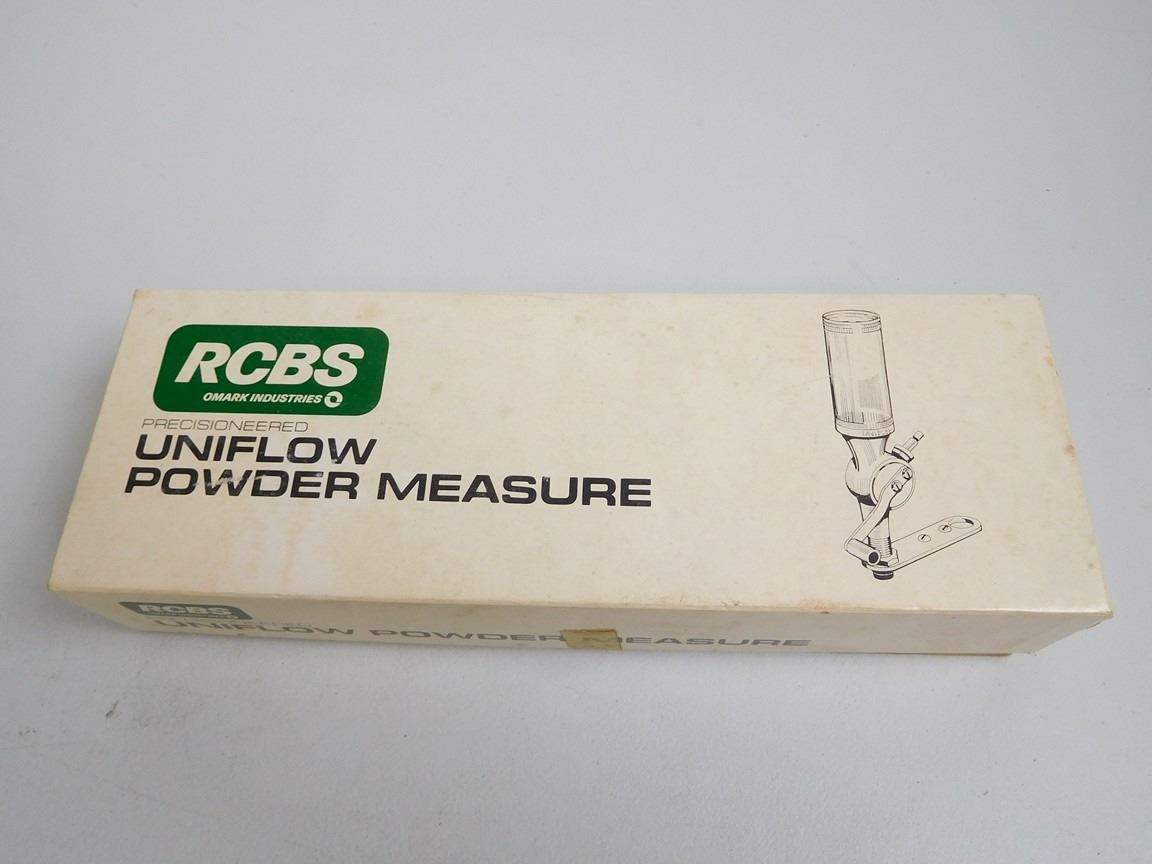 RCBS
OMARK INDUSTRIES
PRECISIONEERED
UNIFLOW
POWDER MEASURE
RCBS
UNIFLOW POWDER MEASURE